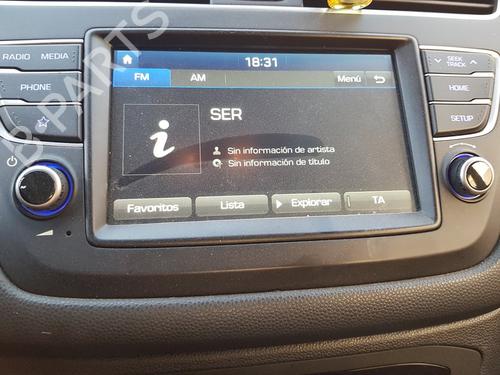 RADIO MEDIA
PHONE
18:31
FM AM Menú
SER
Sin información de artista
Sin información de título
Favoritos Lista Explorar TA
SEEK
TRACK
HOME
SETUP
B PARTS